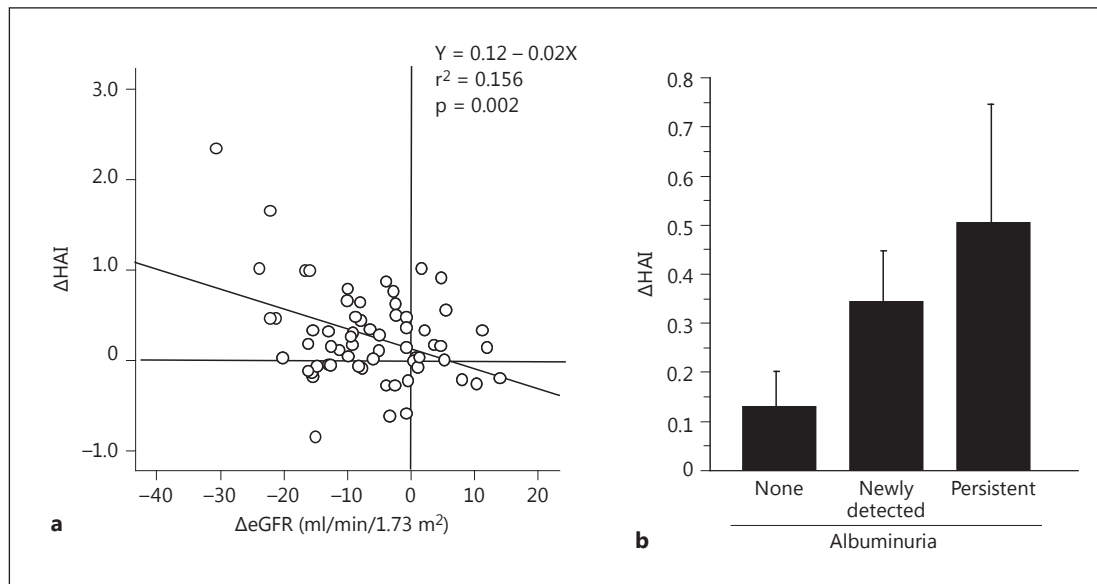 Y = 0.12 – 0.02X
r² = 0.156
p = 0.002
3.0
2.0
1.0
0
–1.0
ΔHAI
–40 –30 –20 –10 0 10 20
ΔeGFR (ml/min/1.73 m²)
a
0.8
0.7
0.6
0.5
0.4
0.3
0.2
0.1
0
ΔHAI
None Newly detected Persistent
Albuminuria
b